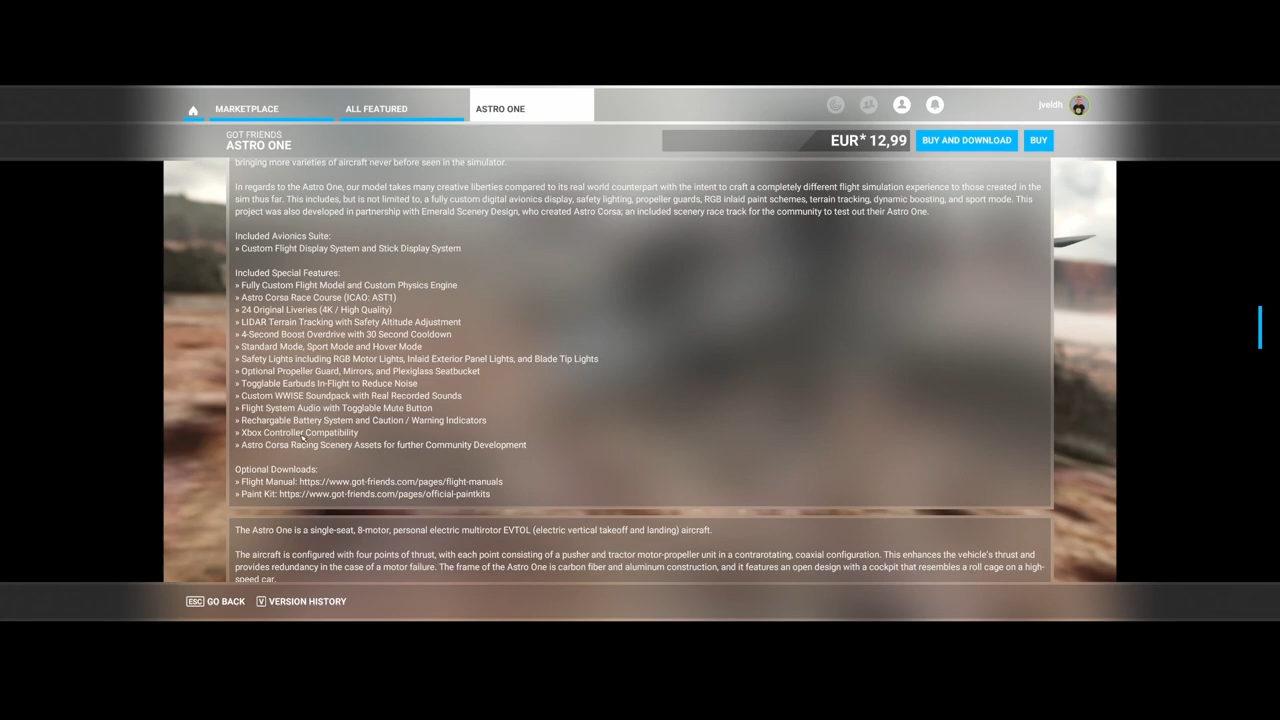 MARKETPLACE
ALL FEATURED
ASTRO ONE
jveldh
GOT FRIENDS
ASTRO ONE
EUR* 12,99
BUY AND DOWNLOAD
BUY
bringing more varieties of aircraft never before seen in the simulator.
In regards to the Astro One, our model takes many creative liberties compared to its real world counterpart with the intent to craft a completely different flight simulation experience to those created in the
sim thus far. This includes, but is not limited to, a fully custom digital avionics display, safety lighting, propeller guards, RGB inlaid paint schemes, terrain tracking, dynamic boosting, and sport mode. This
project was also developed in partnership with Emerald Scenery Design, who created Astro Corsa; an included scenery race track for the community to test out their Astro One.
Included Avionics Suite:
» Custom Flight Display System and Stick Display System
Included Special Features:
» Fully Custom Flight Model and Custom Physics Engine
» Astro Corsa Race Course (ICAO: AST1)
» 24 Original Liveries (4K / High Quality)
» LIDAR Terrain Tracking with Safety Altitude Adjustment
» 4-Second Boost Overdrive with 30 Second Cooldown
» Standard Mode, Sport Mode and Hover Mode
» Safety Lights including RGB Motor Lights, Inlaid Exterior Panel Lights, and Blade Tip Lights
» Optional Propeller Guard, Mirrors, and Plexiglass Seatbucket
» Togglable Earbuds In-Flight to Reduce Noise
» Custom WWISE Soundpack with Real Recorded Sounds
» Flight System Audio with Togglable Mute Button
» Rechargable Battery System and Caution / Warning Indicators
» Xbox Controller Compatibility
» Astro Corsa Racing Scenery Assets for further Community Development
Optional Downloads:
» Flight Manual: https://www.got-friends.com/pages/flight-manuals
» Paint Kit: https://www.got-friends.com/pages/official-paintkits
The Astro One is a single-seat, 8-motor, personal electric multirotor EVTOL (electric vertical takeoff and landing) aircraft.
The aircraft is configured with four points of thrust, with each point consisting of a pusher and tractor motor-propeller unit in a contrarotating, coaxial configuration. This enhances the vehicle's thrust and
provides redundancy in the case of a motor failure. The frame of the Astro One is carbon fiber and aluminum construction, and it features an open design with a cockpit that resembles a roll cage on a high-
speed car.
ESC GO BACK
V VERSION HISTORY